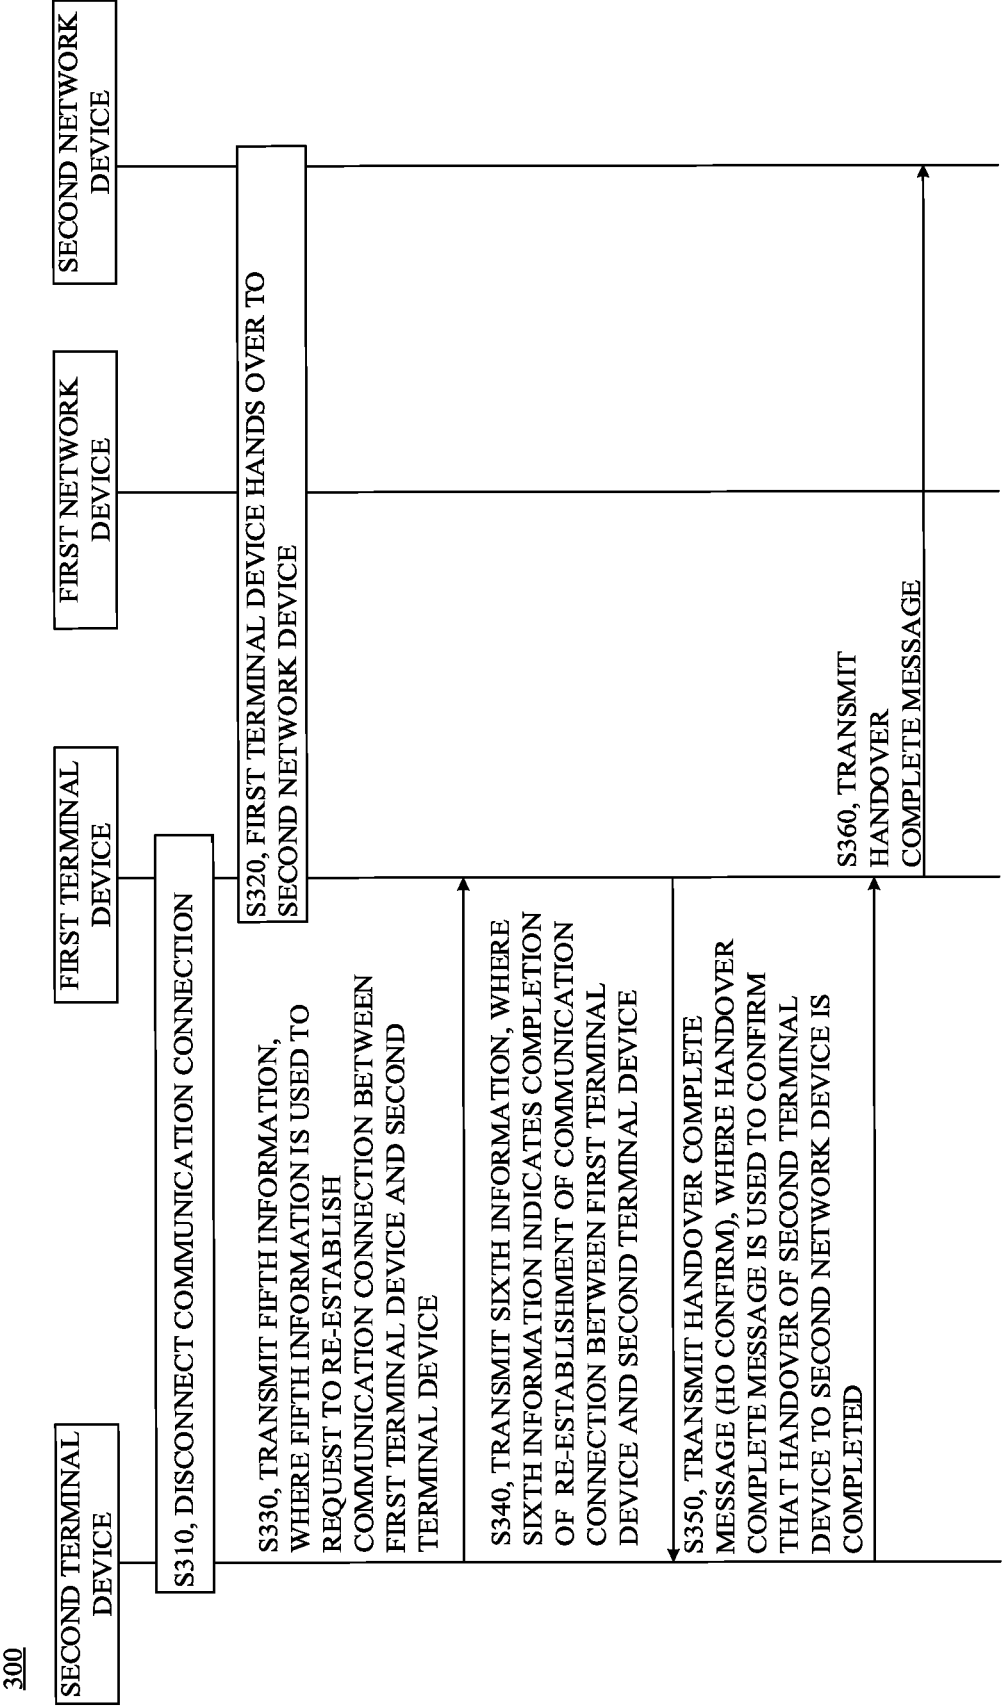 300
SECOND TERMINAL
DEVICE
FIRST TERMINAL
DEVICE
FIRST NETWORK
DEVICE
SECOND NETWORK
DEVICE
S310, DISCONNECT COMMUNICATION CONNECTION
S320, FIRST TERMINAL DEVICE HANDS OVER TO
SECOND NETWORK DEVICE
S330, TRANSMIT FIFTH INFORMATION,
WHERE FIFTH INFORMATION IS USED TO
REQUEST TO RE-ESTABLISH
COMMUNICATION CONNECTION BETWEEN
FIRST TERMINAL DEVICE AND SECOND
TERMINAL DEVICE
S340, TRANSMIT SIXTH INFORMATION, WHERE
SIXTH INFORMATION INDICATES COMPLETION
OF RE-ESTABLISHMENT OF COMMUNICATION
CONNECTION BETWEEN FIRST TERMINAL
DEVICE AND SECOND TERMINAL DEVICE
S350, TRANSMIT HANDOVER COMPLETE
MESSAGE (HO CONFIRM), WHERE HANDOVER
COMPLETE MESSAGE IS USED TO CONFIRM
THAT HANDOVER OF SECOND TERMINAL
DEVICE TO SECOND NETWORK DEVICE IS
COMPLETED
S360, TRANSMIT
HANDOVER
COMPLETE MESSAGE